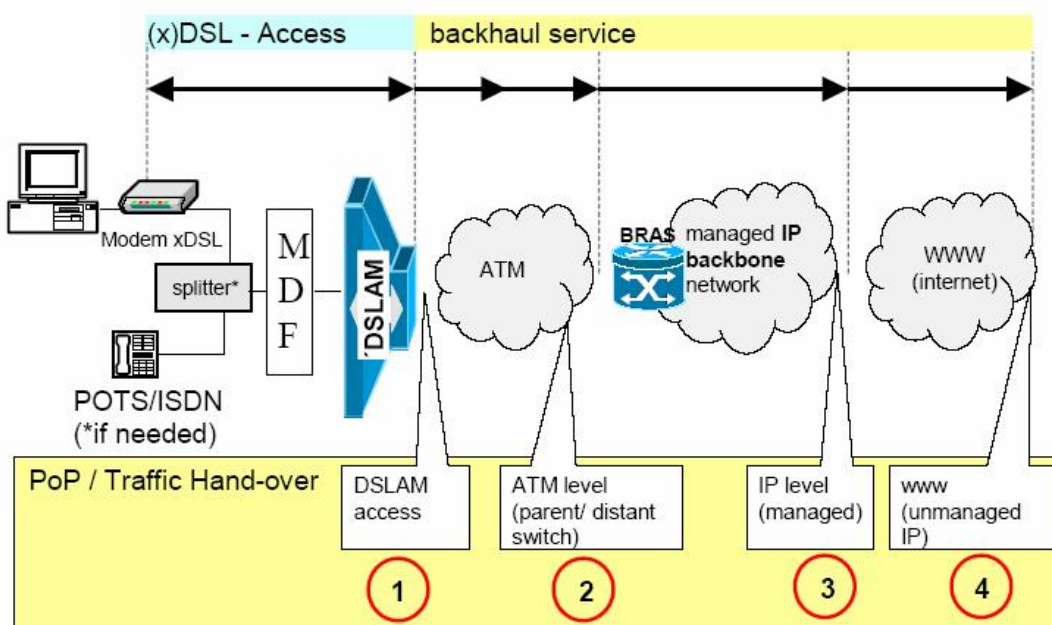 (x)DSL - Access
backhaul service
Modem xDSL
splitter*
M
D
F
´DSLAM
ATM
BRAS
managed IP
backbone
network
WWW
(internet)
POTS/ISDN
(*if needed)
PoP / Traffic Hand-over
DSLAM
access
ATM level
(parent/ distant
switch)
IP level
(managed)
www
(unmanaged
IP)
1
2
3
4